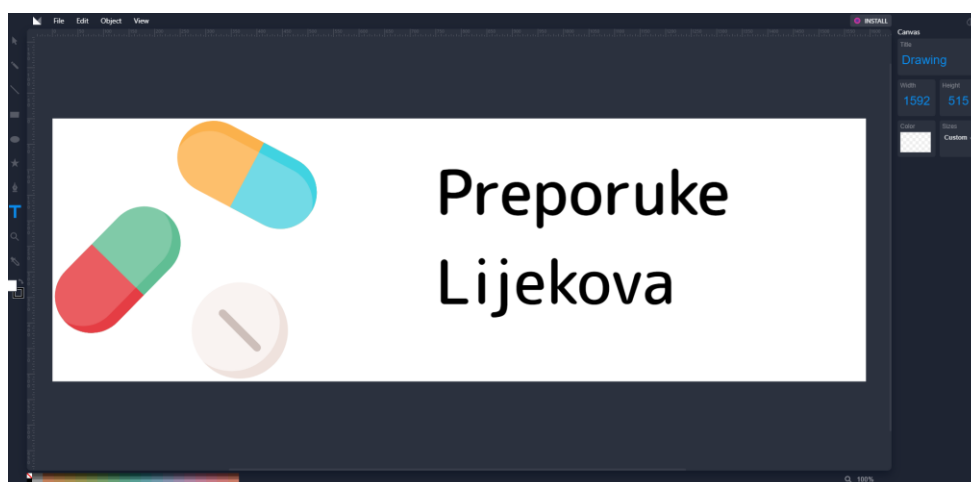 File Edit Object View
INSTALL
Canvas
Title
Drawing
Width
Height
1592
515
Color
Sizes
Custom
Preporuke
Lijekova
100%